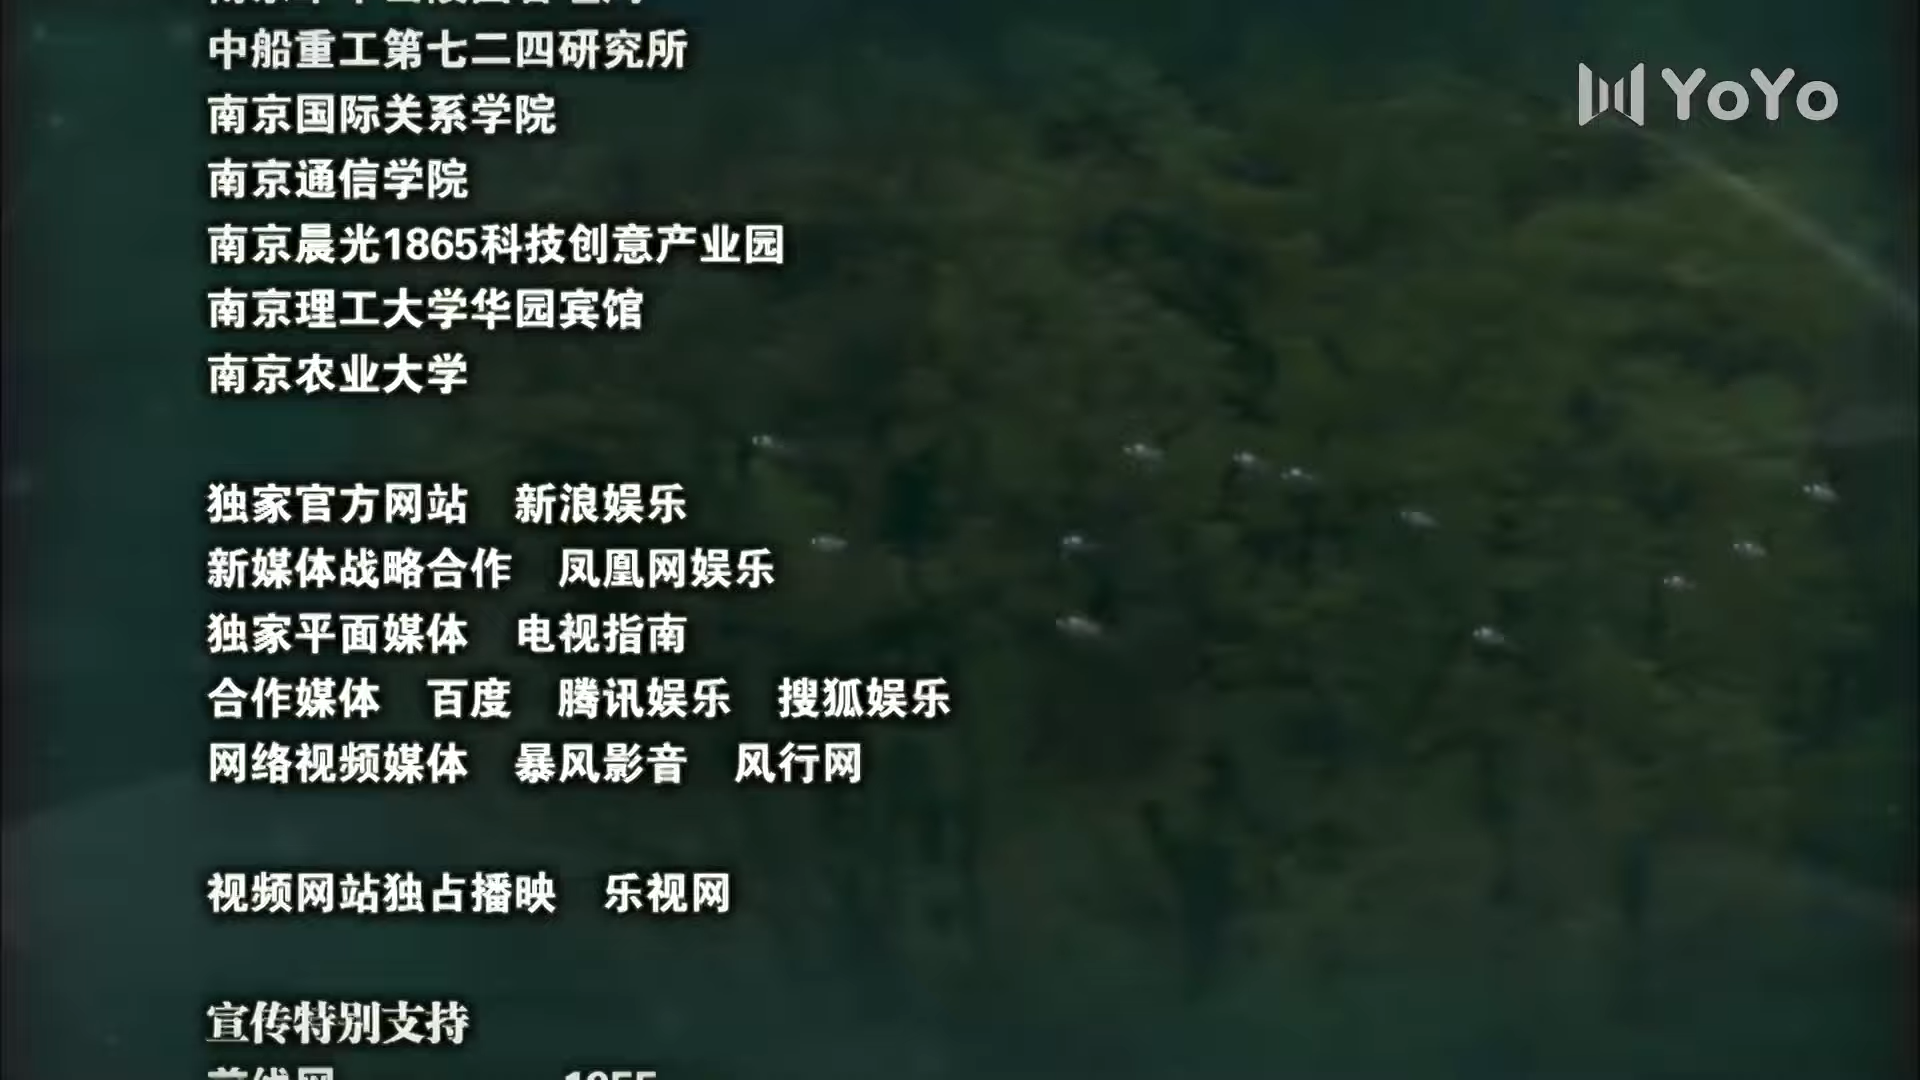 中船重工第七二四研究所
南京国际关系学院
南京通信学院
南京晨光1865科技创意产业园
南京理工大学华园宾馆
南京农业大学
独家官方网站 新浪娱乐
新媒体战略合作 凤凰网娱乐
独家平面媒体 电视指南
合作媒体 百度 腾讯娱乐 搜狐娱乐
网络视频媒体 暴风影音 风行网
视频网站独占播映 乐视网
宣传特别支持
YoYo